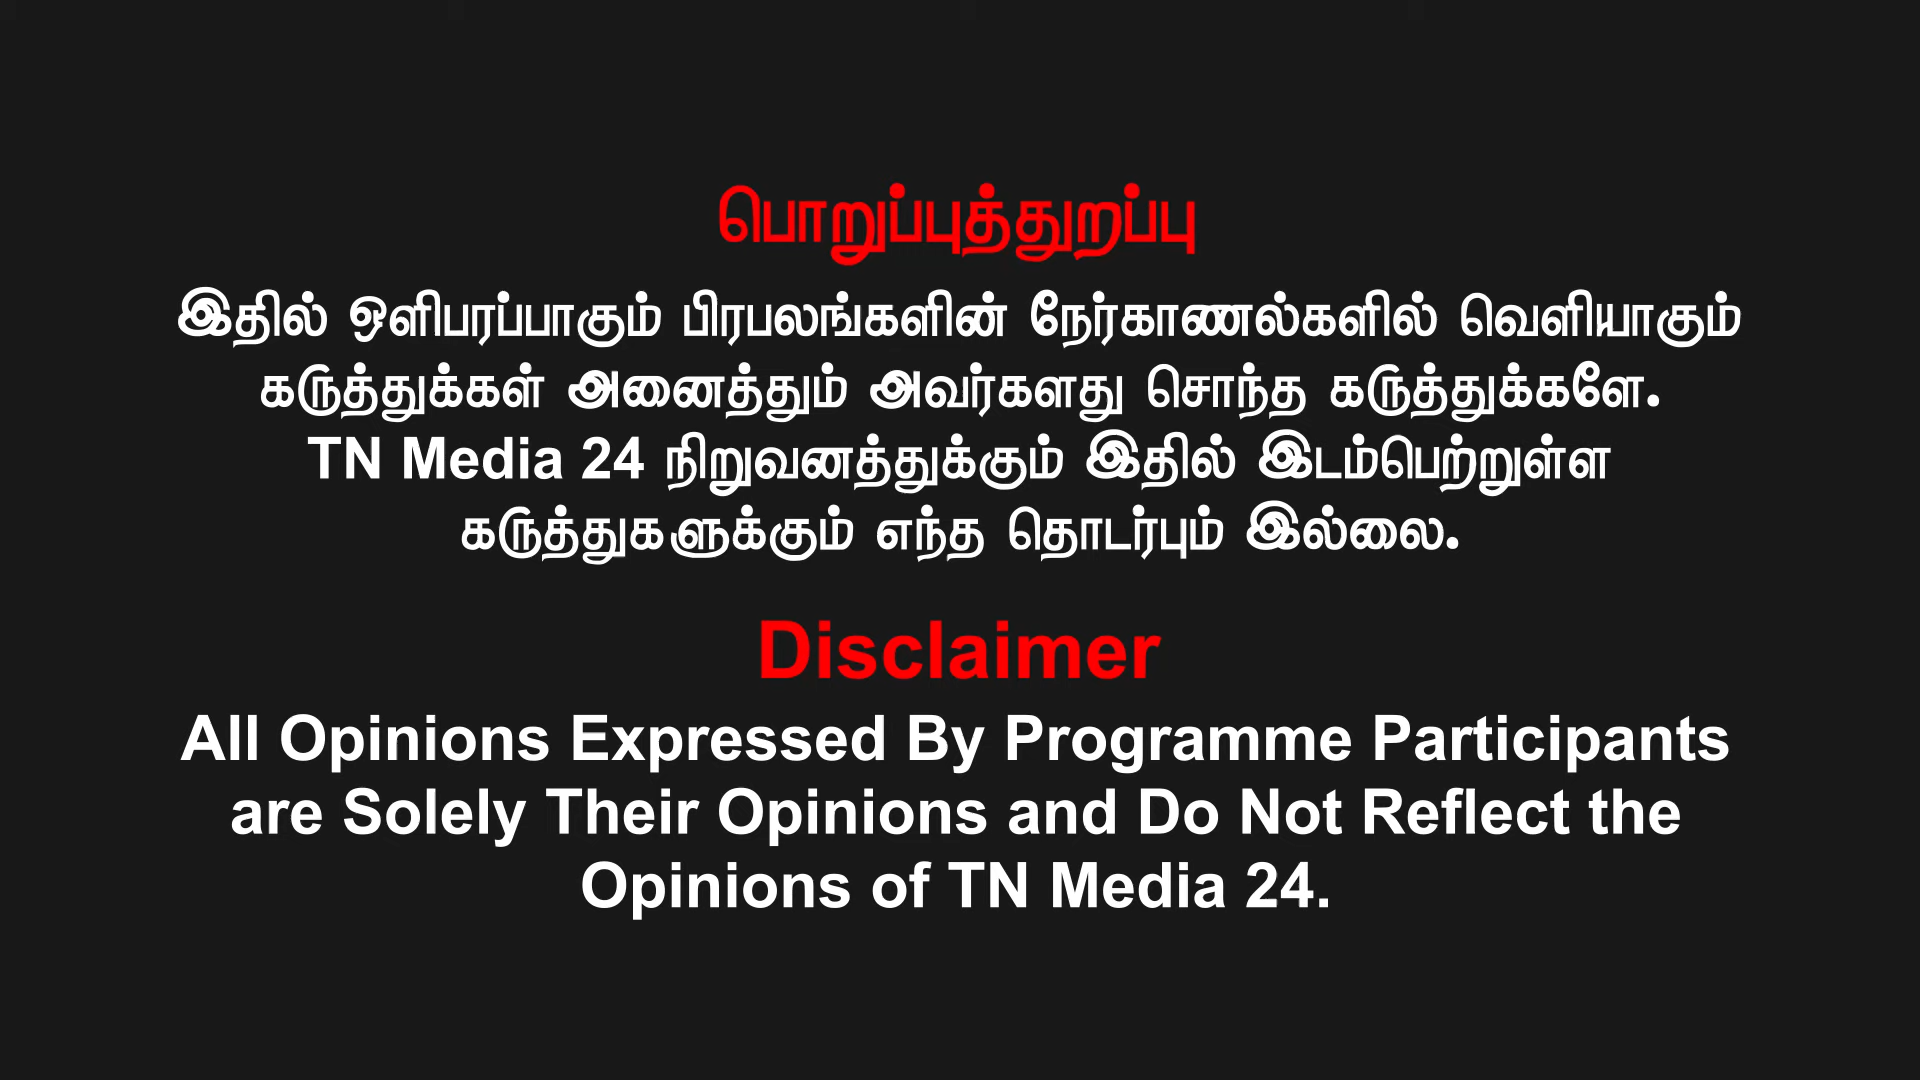 பொறுப்புத்துறப்பு
இதில் ஒளிபரப்பாகும் பிரபலங்களின் நேர்காணல்களில் வெளியாகும்
கருத்துக்கள் அனைத்தும் அவர்களது சொந்த கருத்துக்களே.
TN Media 24 நிறுவனத்துக்கும் இதில் இடம்பெற்றுள்ள
கருத்துகளுக்கும் எந்த தொடர்பும் இல்லை.
Disclaimer
All Opinions Expressed By Programme Participants
are Solely Their Opinions and Do Not Reflect the
Opinions of TN Media 24.